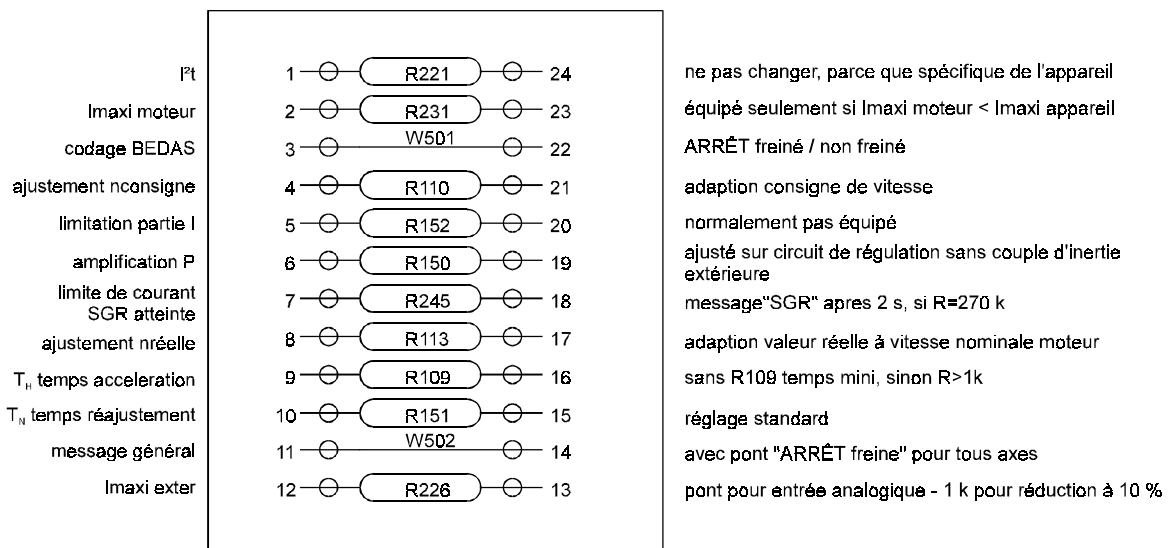 I²t 1 R221 24 ne pas changer, parce que spécifique de l'appareil
Imaxi moteur 2 R231 23 équipé seulement si Imaxi moteur < Imaxi appareil
codage BEDAS 3 W501 22 ARRÊT freiné / non freiné
ajustement nconsigne 4 R110 21 adaption consigne de vitesse
limitation partie I 5 R152 20 normalement pas équipé
amplification P 6 R150 19 ajusté sur circuit de régulation sans couple d'inertie
extérieure
limite de courant
SGR atteinte 7 R245 18 message"SGR" apres 2 s, si R=270 k
ajustement nréelle 8 R113 17 adaption valeur réelle à vitesse nominale moteur
TH temps acceleration 9 R109 16 sans R109 temps mini, sinon R>1k
TN temps réajustement 10 R151 15 réglage standard
message général 11 W502 14 avec pont "ARRÊT freine" pour tous axes
Imaxi exter 12 R226 13 pont pour entrée analogique - 1 k pour réduction à 10 %